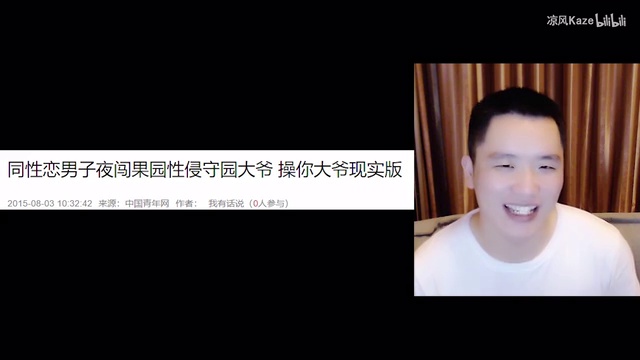 凉风Kaze bilibili
同性恋男子夜闯果园性侵守园大爷 操你大爷现实版
2015-08-03 10:32:42 来源：中国青年网 作者： 我有话说（0人参与）